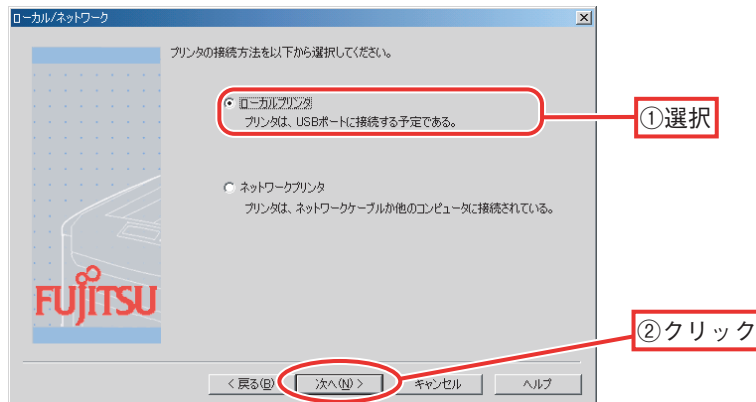 ローカル/ネットワーク
プリンタの接続方法を以下から選択してください。
ローカルプリンタ
プリンタは、USBポートに接続する予定である。
①選択
ネットワークプリンタ
プリンタは、ネットワークケーブルか他のコンピュータに接続されている。
FUJITSU
②クリック
< 戻る(B) 次へ(N) > キャンセル ヘルプ